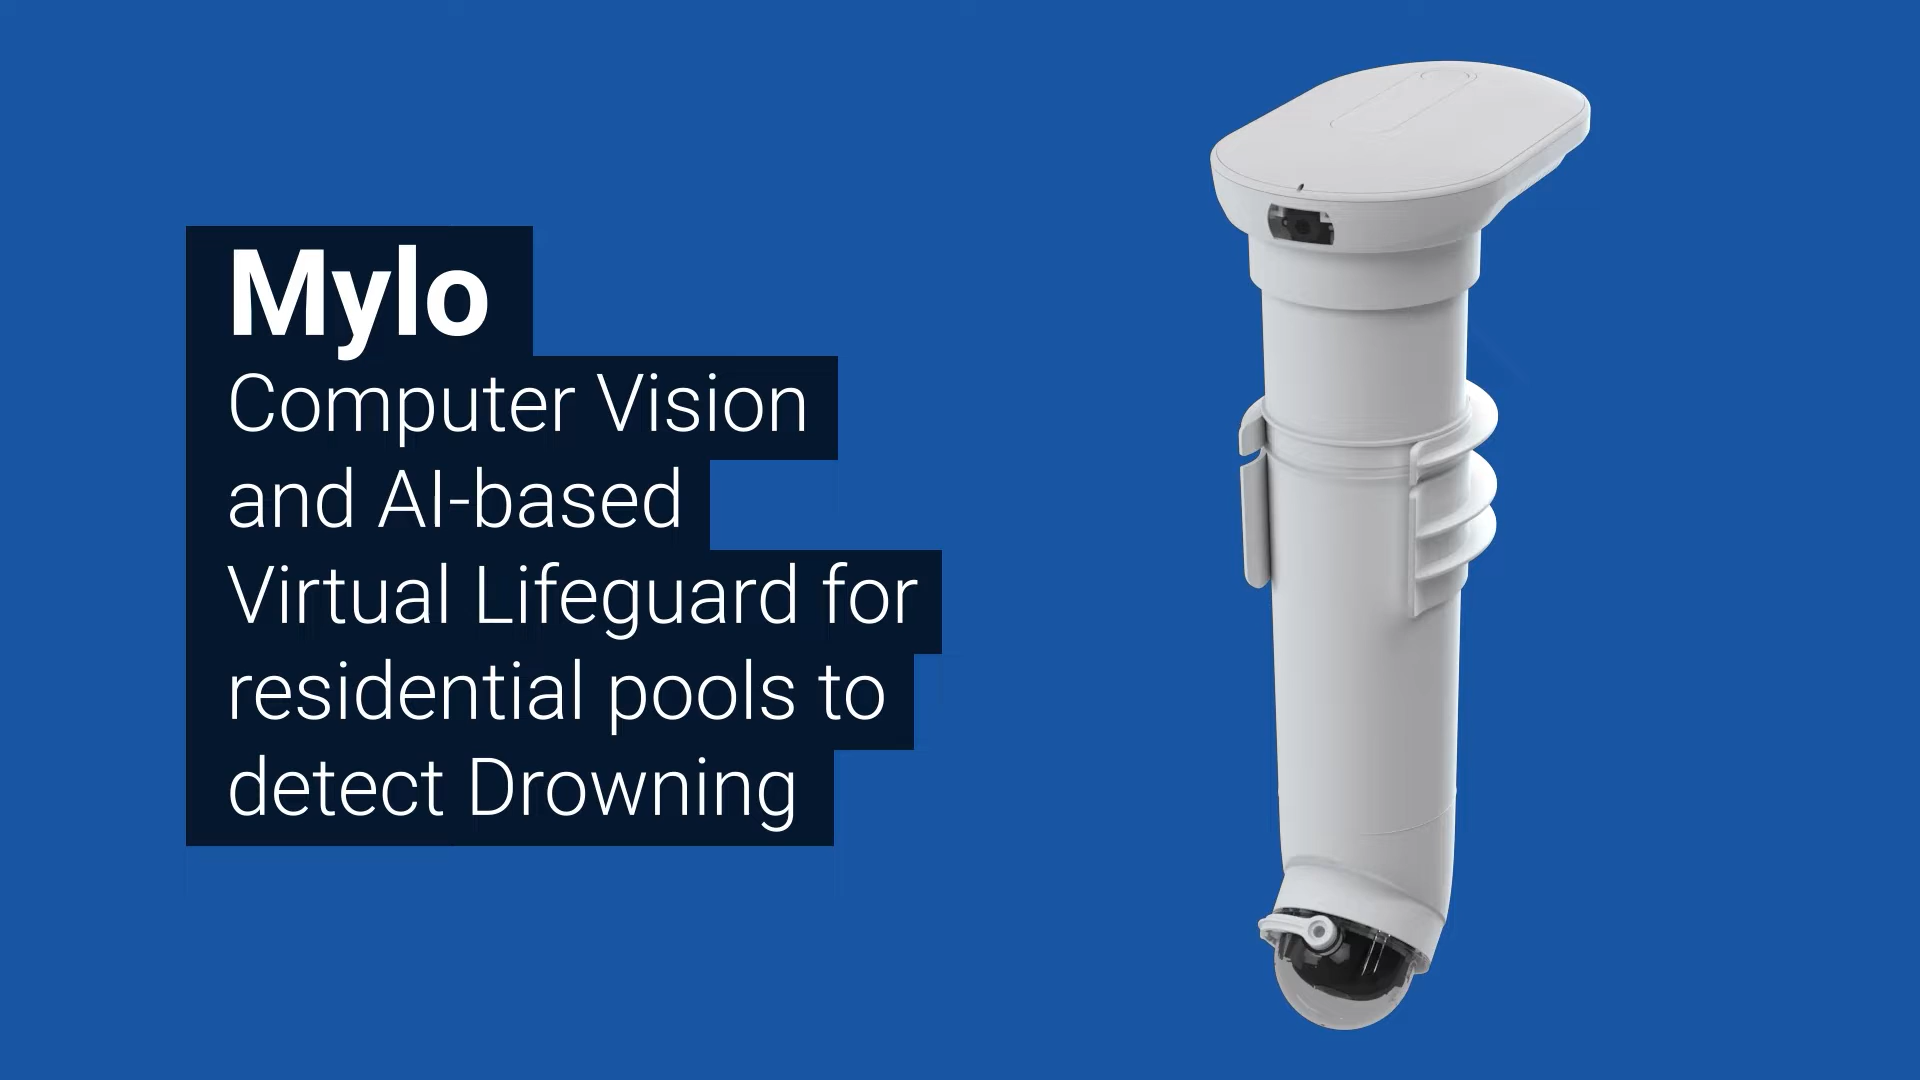 Mylo
Computer Vision
and AI-based
Virtual Lifeguard for
residential pools to
detect Drowning